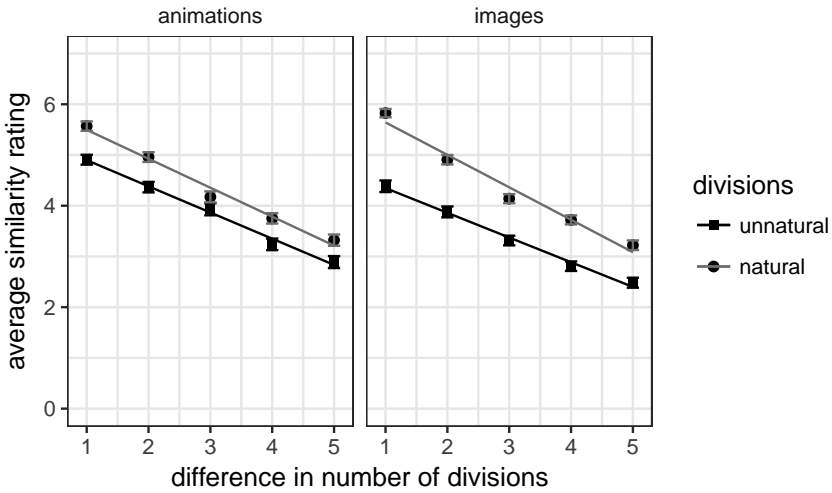 animations
images
average similarity rating
6
4
2
0
1 2 3 4 5
1 2 3 4 5
difference in number of divisions
divisions
unnatural
natural